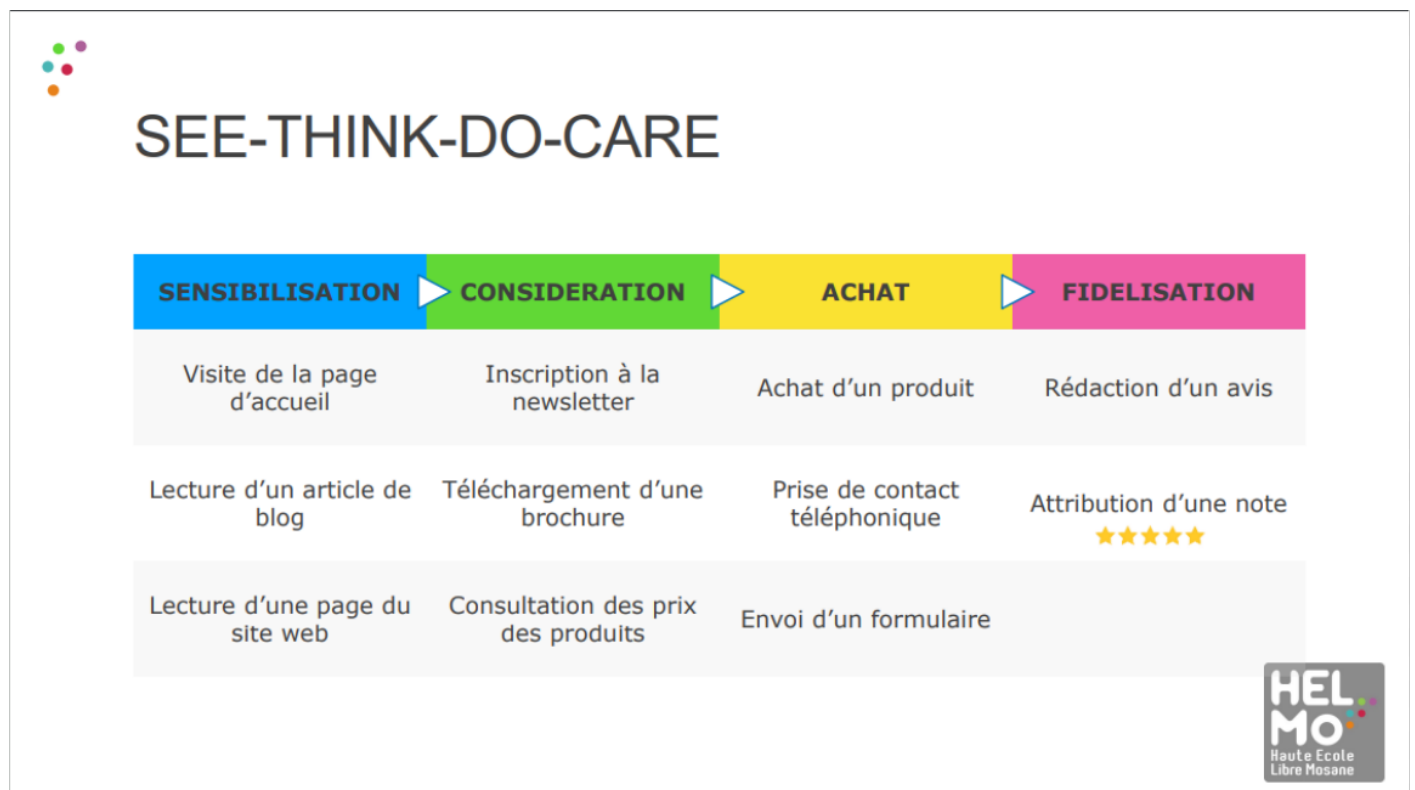 SEE-THINK-DO-CARE
SENSIBILISATION
CONSIDERATION
ACHAT
FIDELISATION
Visite de la page
d’accueil
Inscription à la
newsletter
Achat d’un produit
Rédaction d’un avis
Lecture d’un article de
blog
Téléchargement d’une
brochure
Prise de contact
téléphonique
Attribution d’une note
Lecture d’une page du
site web
Consultation des prix
des produits
Envoi d’un formulaire
HEL
MO
Haute Ecole
Libre Mosane